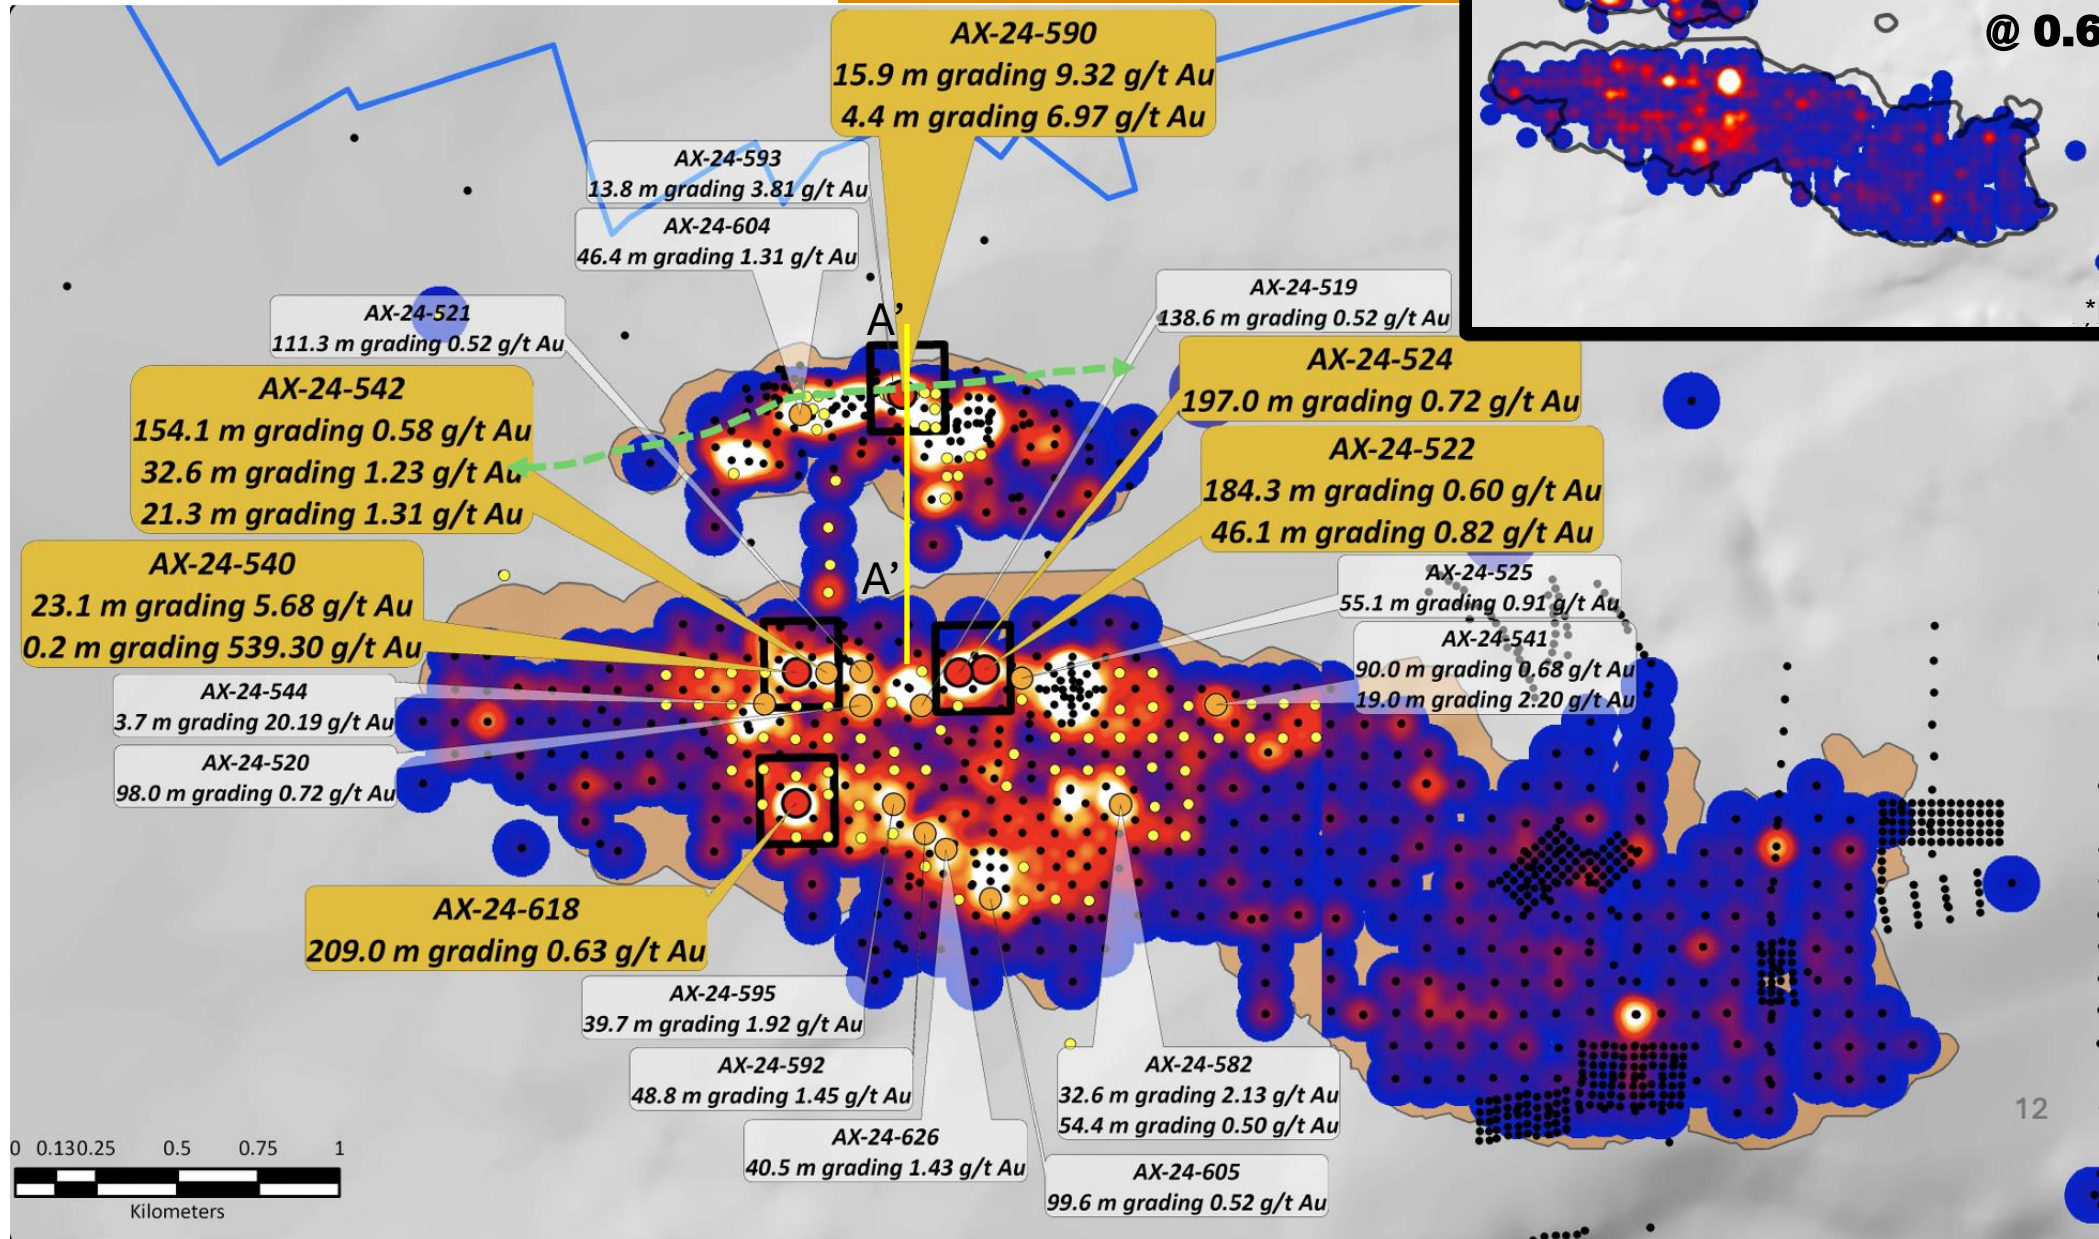 @ 0.6
*
AX-24-590
15.9 m grading 9.32 g/t Au
4.4 m grading 6.97 g/t Au
AX-24-593
13.8 m grading 3.81 g/t Au
AX-24-604
46.4 m grading 1.31 g/t Au
AX-24-521
111.3 m grading 0.52 g/t Au
A’
AX-24-519
138.6 m grading 0.52 g/t Au
AX-24-542
154.1 m grading 0.58 g/t Au
32.6 m grading 1.23 g/t Au
21.3 m grading 1.31 g/t Au
AX-24-524
197.0 m grading 0.72 g/t Au
AX-24-522
184.3 m grading 0.60 g/t Au
46.1 m grading 0.82 g/t Au
AX-24-540
23.1 m grading 5.68 g/t Au
0.2 m grading 539.30 g/t Au
A’
AX-24-525
55.1 m grading 0.91 g/t Au
AX-24-541
90.0 m grading 0.68 g/t Au
19.0 m grading 2.20 g/t Au
AX-24-544
3.7 m grading 20.19 g/t Au
AX-24-520
98.0 m grading 0.72 g/t Au
AX-24-618
209.0 m grading 0.63 g/t Au
AX-24-595
39.7 m grading 1.92 g/t Au
AX-24-592
48.8 m grading 1.45 g/t Au
AX-24-582
32.6 m grading 2.13 g/t Au
54.4 m grading 0.50 g/t Au
AX-24-626
40.5 m grading 1.43 g/t Au
AX-24-605
99.6 m grading 0.52 g/t Au
0 0.13 0.25 0.5 0.75 1
Kilometers
12